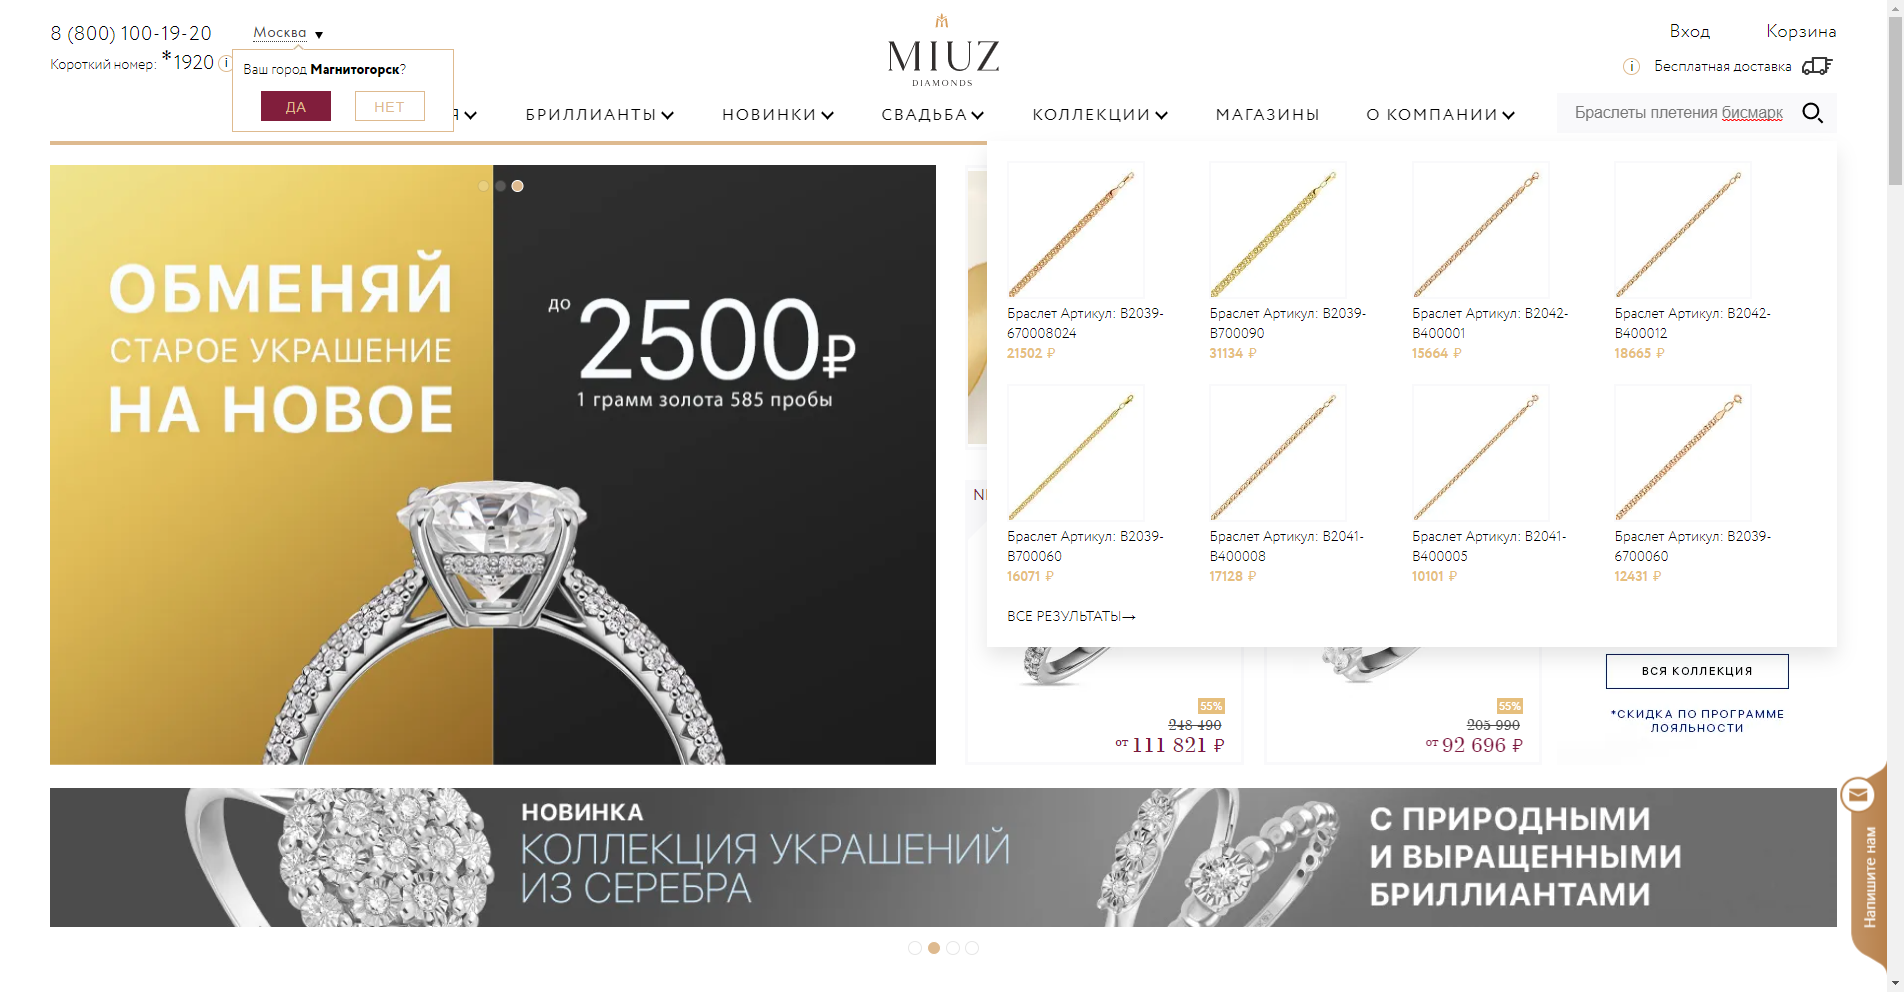 8 (800) 100-19-20
Москва ▼
Короткий номер: *1920 i
Ваш город Магнитогорск?
ДА
НЕТ
MIUZ
DIAMONDS
Вход
Корзина
i Бесплатная доставка
Я
БРИЛЛИАНТЫ
НОВИНКИ
СВАДЬБА
КОЛЛЕКЦИИ
МАГАЗИНЫ
О КОМПАНИИ
Браслеты плетения бисмарк
ОБМЕНЯЙ
СТАРОЕ УКРАШЕНИЕ
НА НОВОЕ
до 2500₽
1 грамм золота 585 пробы
Браслет Артикул: B2039-
670008024
21502 ₽
Браслет Артикул: B2039-
B700090
31134 ₽
Браслет Артикул: B2042-
B400001
15664 ₽
Браслет Артикул: B2042-
B400012
18665 ₽
Браслет Артикул: B2039-
B700060
16071 ₽
Браслет Артикул: B2041-
B400008
17128 ₽
Браслет Артикул: B2041-
B400005
10101 ₽
Браслет Артикул: B2039-
6700060
12431 ₽
ВСЕ РЕЗУЛЬТАТЫ→
55%
248 490
от 111 821 ₽
55%
205 990
от 92 696 ₽
ВСЯ КОЛЛЕКЦИЯ
*СКИДКА ПО ПРОГРАММЕ
ЛОЯЛЬНОСТИ
НОВИНКА
КОЛЛЕКЦИЯ УКРАШЕНИЙ
ИЗ СЕРЕБРА
С ПРИРОДНЫМИ
И ВЫРАЩЕННЫМИ
БРИЛЛИАНТАМИ
Напишите нам